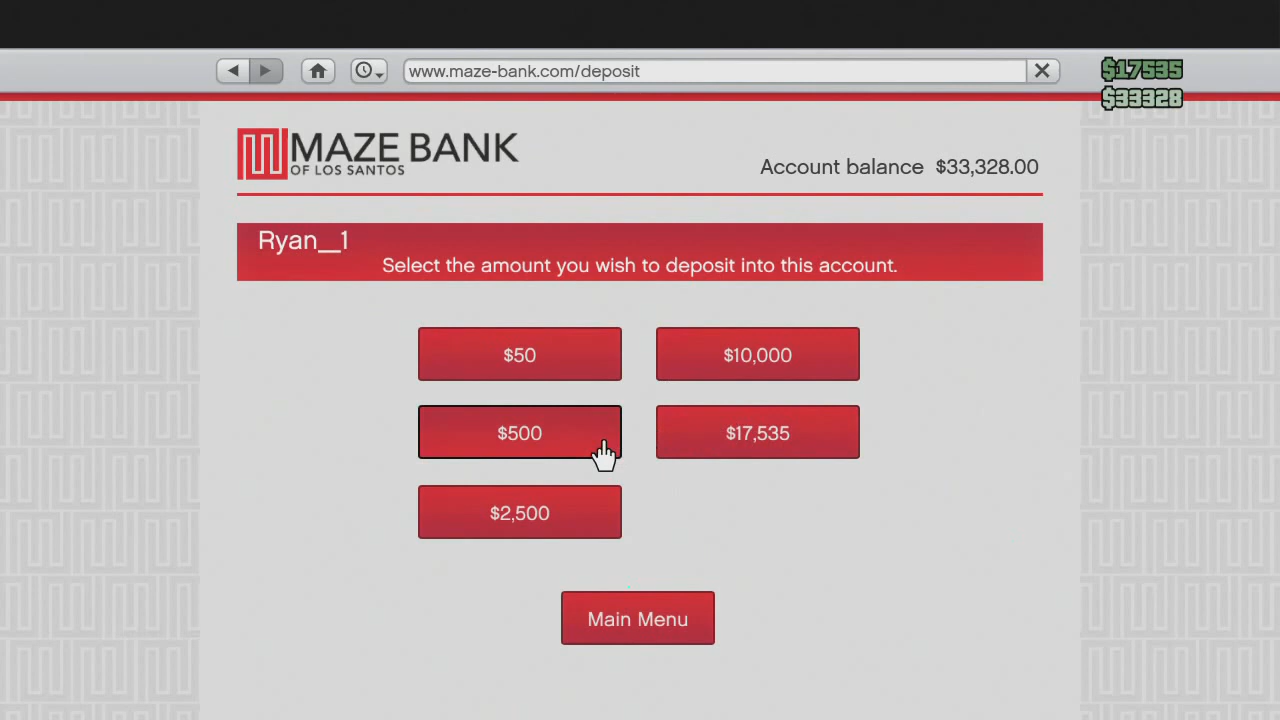 www.maze-bank.com/deposit
$17535
$33328
MAZE BANK
OF LOS SANTOS
Account balance $33,328.00
Ryan__1
Select the amount you wish to deposit into this account.
$50
$10,000
$500
$17,535
$2,500
Main Menu